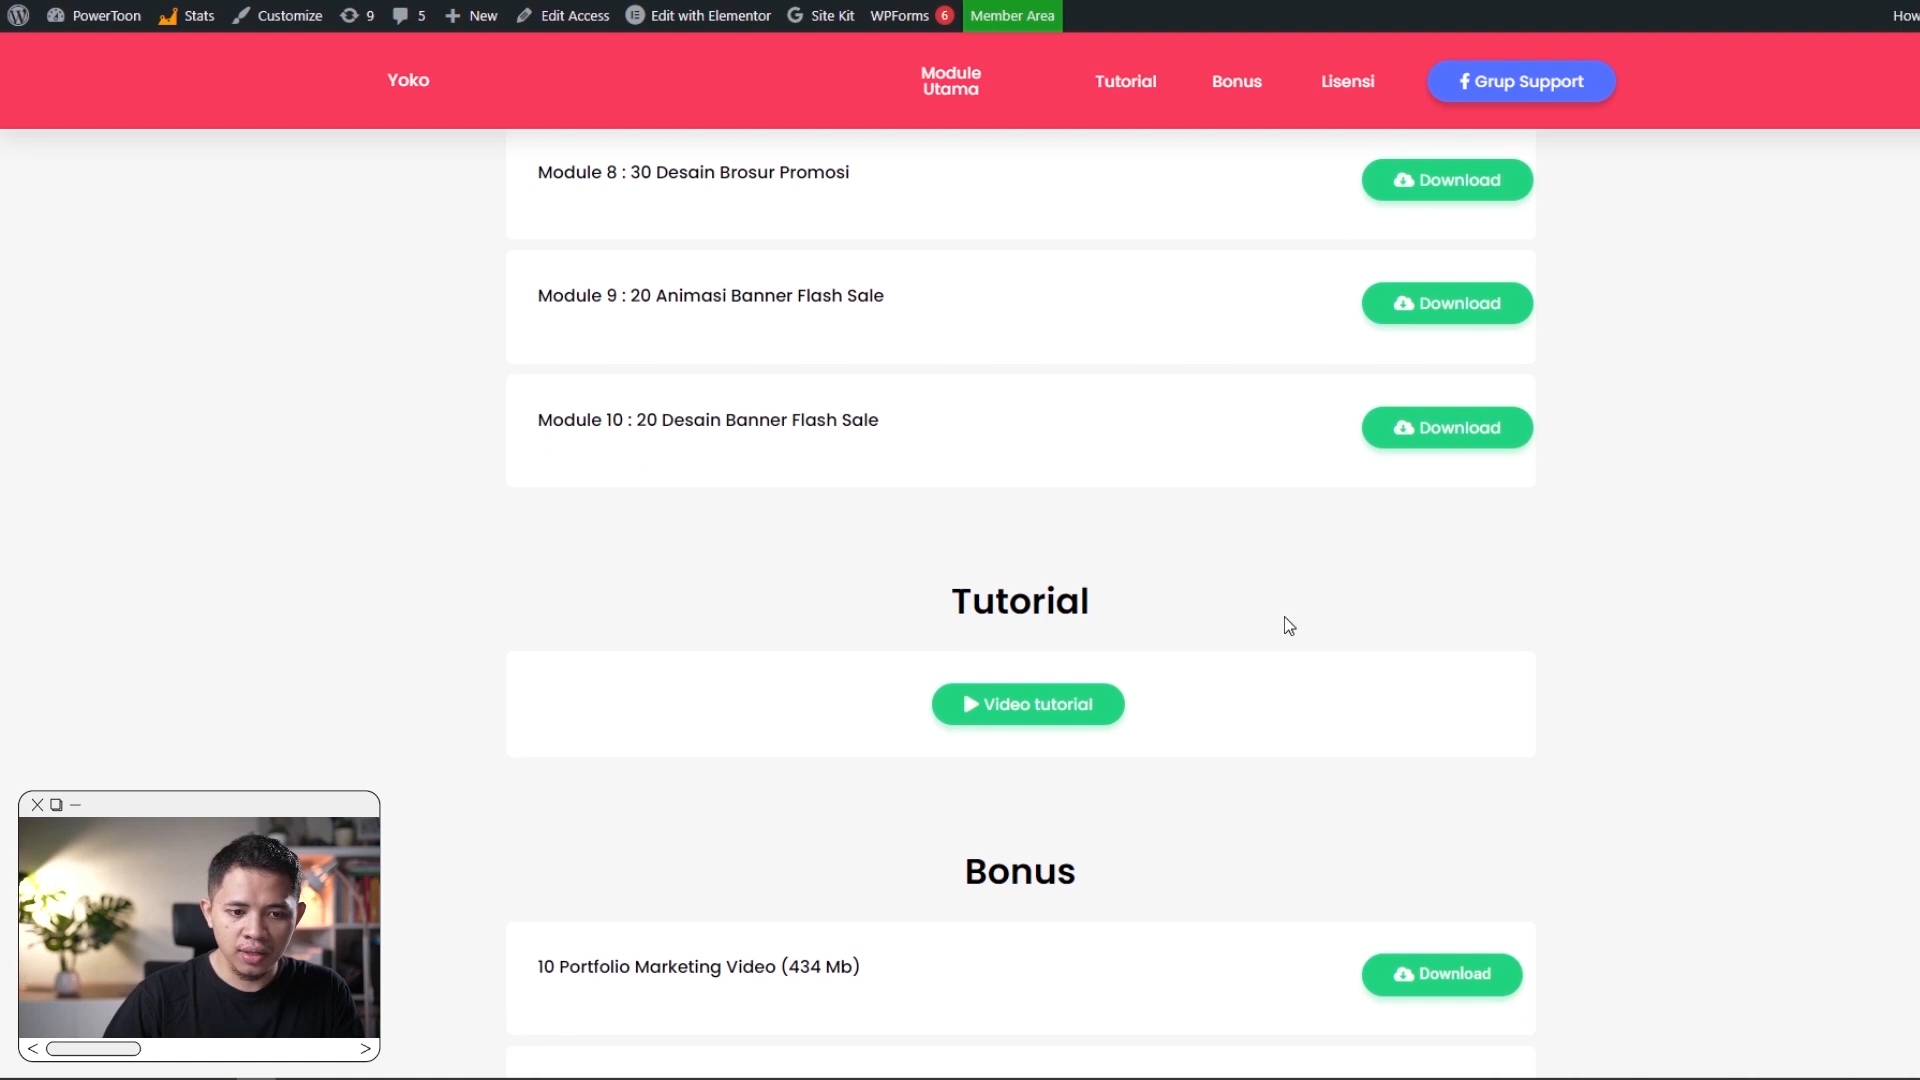 PowerToon Stats Customize 9 5 New Edit Access Edit with Elementor Site Kit WPForms 6 Member Area How
Yoko Module Utama Tutorial Bonus Lisensi Grup Support
Module 8 : 30 Desain Brosur Promosi Download
Module 9 : 20 Animasi Banner Flash Sale Download
Module 10 : 20 Desain Banner Flash Sale Download
Tutorial
Video tutorial
Bonus
10 Portfolio Marketing Video (434 Mb) Download